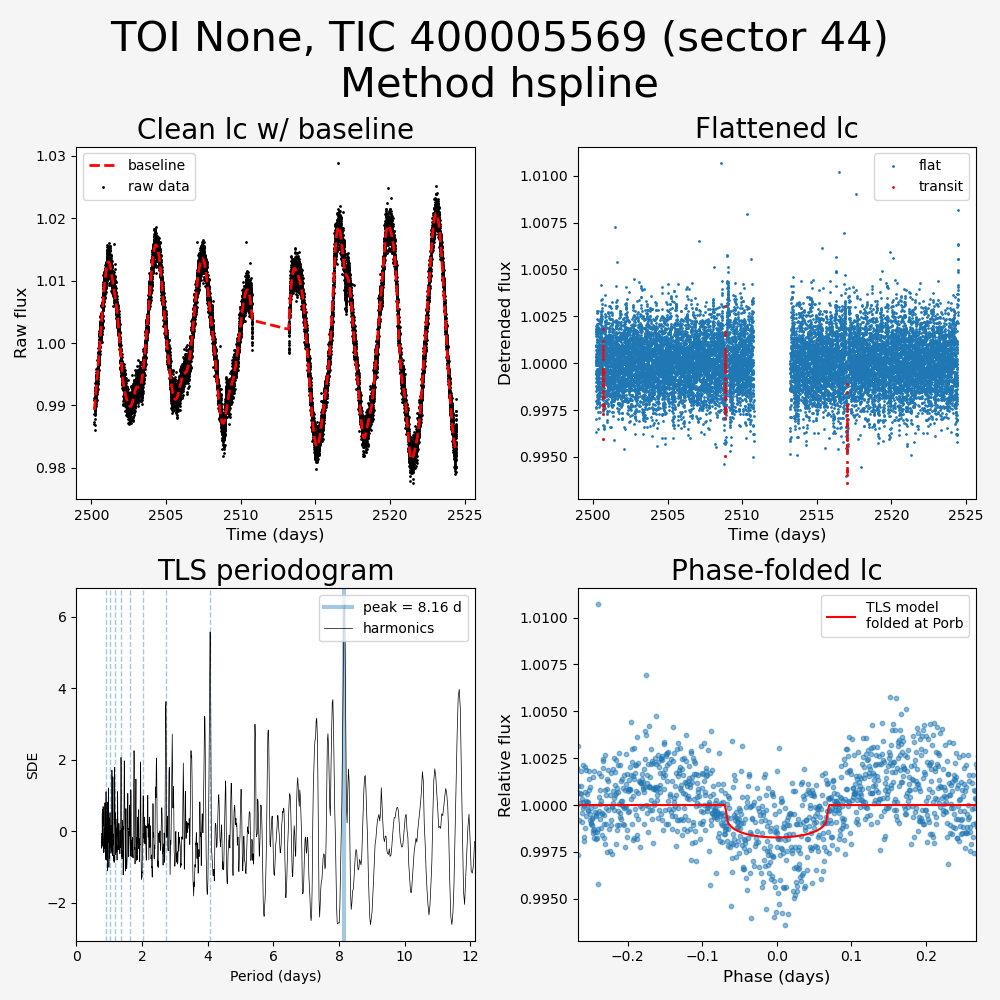 TOI None, TIC 400005569 (sector 44)
Method hspline
Clean lc w/ baseline
baseline
raw data
1.03
1.02
1.01
1.00
0.99
0.98
Raw flux
2500
2505
2510
2515
2520
2525
Time (days)
Flattened lc
flat
transit
1.0100
1.0075
1.0050
1.0025
1.0000
0.9975
0.9950
Detrended flux
2500
2505
2510
2515
2520
2525
Time (days)
TLS periodogram
peak = 8.16 d
harmonics
6
4
2
0
−2
SDE
0
2
4
6
8
10
12
Period (days)
Phase-folded lc
TLS model
folded at Porb
1.0100
1.0075
1.0050
1.0025
1.0000
0.9975
0.9950
Relative flux
−0.2
−0.1
0.0
0.1
0.2
Phase (days)